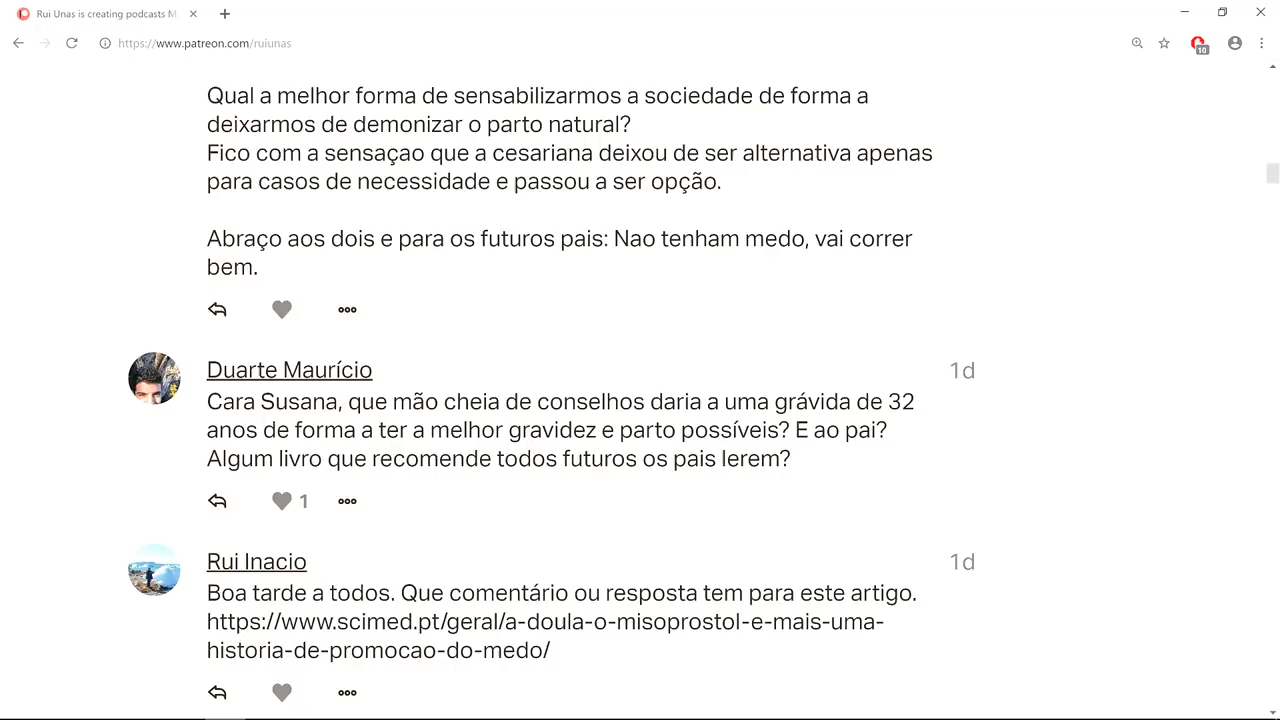 Rui Unas is creating podcasts M
https://www.patreon.com/ruiunas
10
Qual a melhor forma de sensabilizarmos a sociedade de forma a
deixarmos de demonizar o parto natural?
Fico com a sensaçao que a cesariana deixou de ser alternativa apenas
para casos de necessidade e passou a ser opção.
Abraço aos dois e para os futuros pais: Nao tenham medo, vai correr
bem.
Duarte Maurício
1d
Cara Susana, que mão cheia de conselhos daria a uma grávida de 32
anos de forma a ter a melhor gravidez e parto possíveis? E ao pai?
Algum livro que recomende todos futuros os pais lerem?
1
Rui Inacio
1d
Boa tarde a todos. Que comentário ou resposta tem para este artigo.
https://www.scimed.pt/geral/a-doula-o-misoprostol-e-mais-uma-
historia-de-promocao-do-medo/